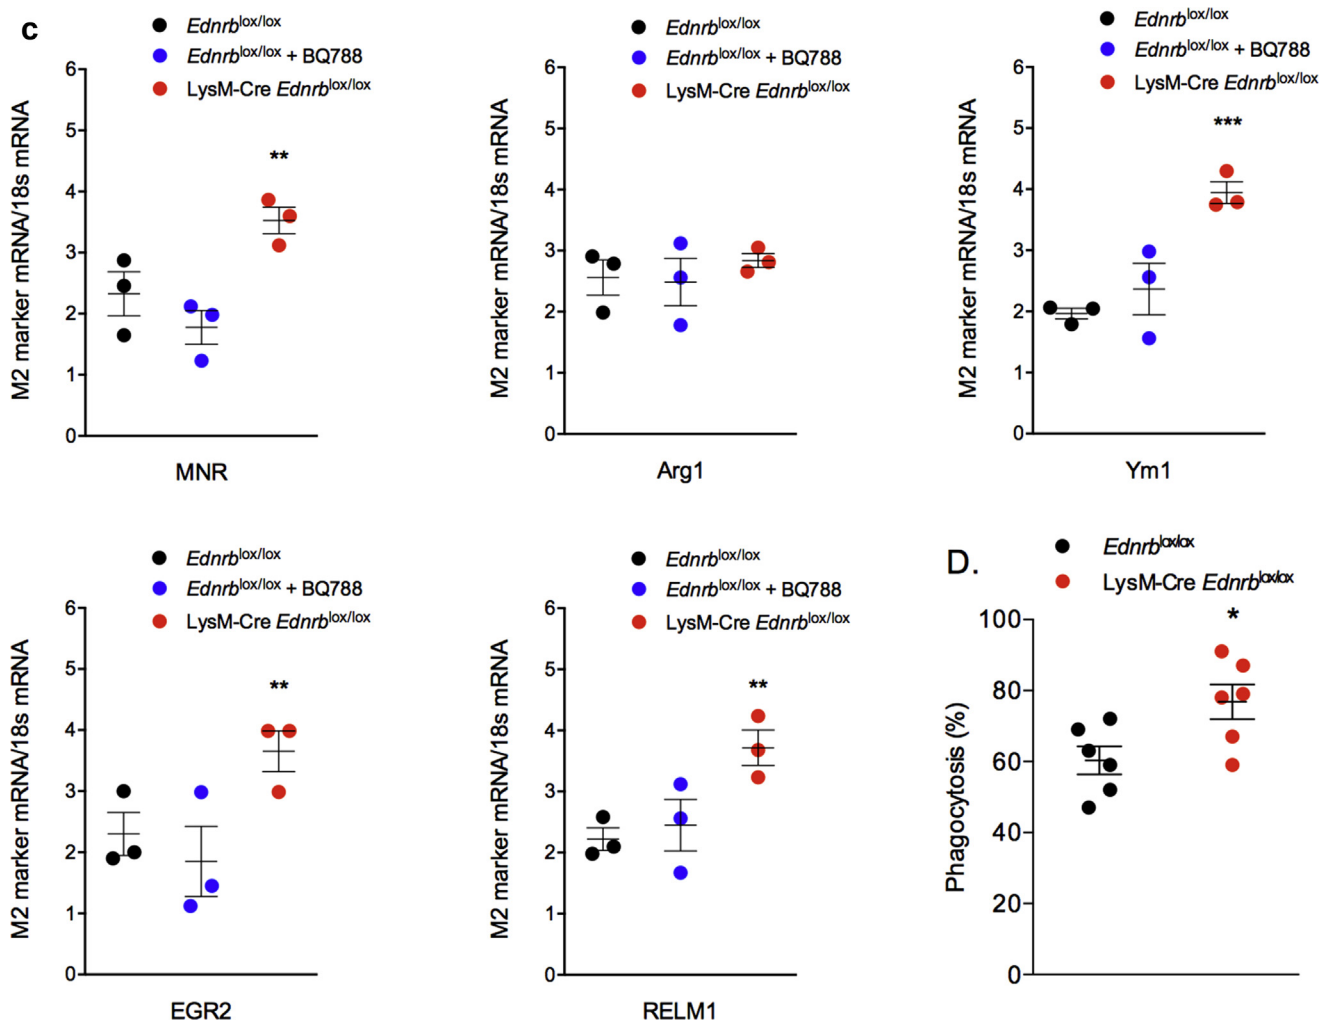 c
Ednrblox/lox
Ednrblox/lox + BQ788
LysM-Cre Ednrblox/lox
M2 marker mRNA/18s mRNA
6
5
4
3
2
1
0
**
MNR
Ednrblox/lox
Ednrblox/lox + BQ788
LysM-Cre Ednrblox/lox
M2 marker mRNA/18s mRNA
6
5
4
3
2
1
0
Arg1
Ednrblox/lox
Ednrblox/lox + BQ788
LysM-Cre Ednrblox/lox
M2 marker mRNA/18s mRNA
6
5
4
3
2
1
0
***
Ym1
Ednrblox/lox
Ednrblox/lox + BQ788
LysM-Cre Ednrblox/lox
M2 marker mRNA/18s mRNA
6
5
4
3
2
1
0
**
EGR2
Ednrblox/lox
Ednrblox/lox + BQ788
LysM-Cre Ednrblox/lox
M2 marker mRNA/18s mRNA
6
5
4
3
2
1
0
**
RELM1
D.
Ednrblox/lox
LysM-Cre Ednrblox/lox
Phagocytosis (%)
100
80
60
40
20
0
*